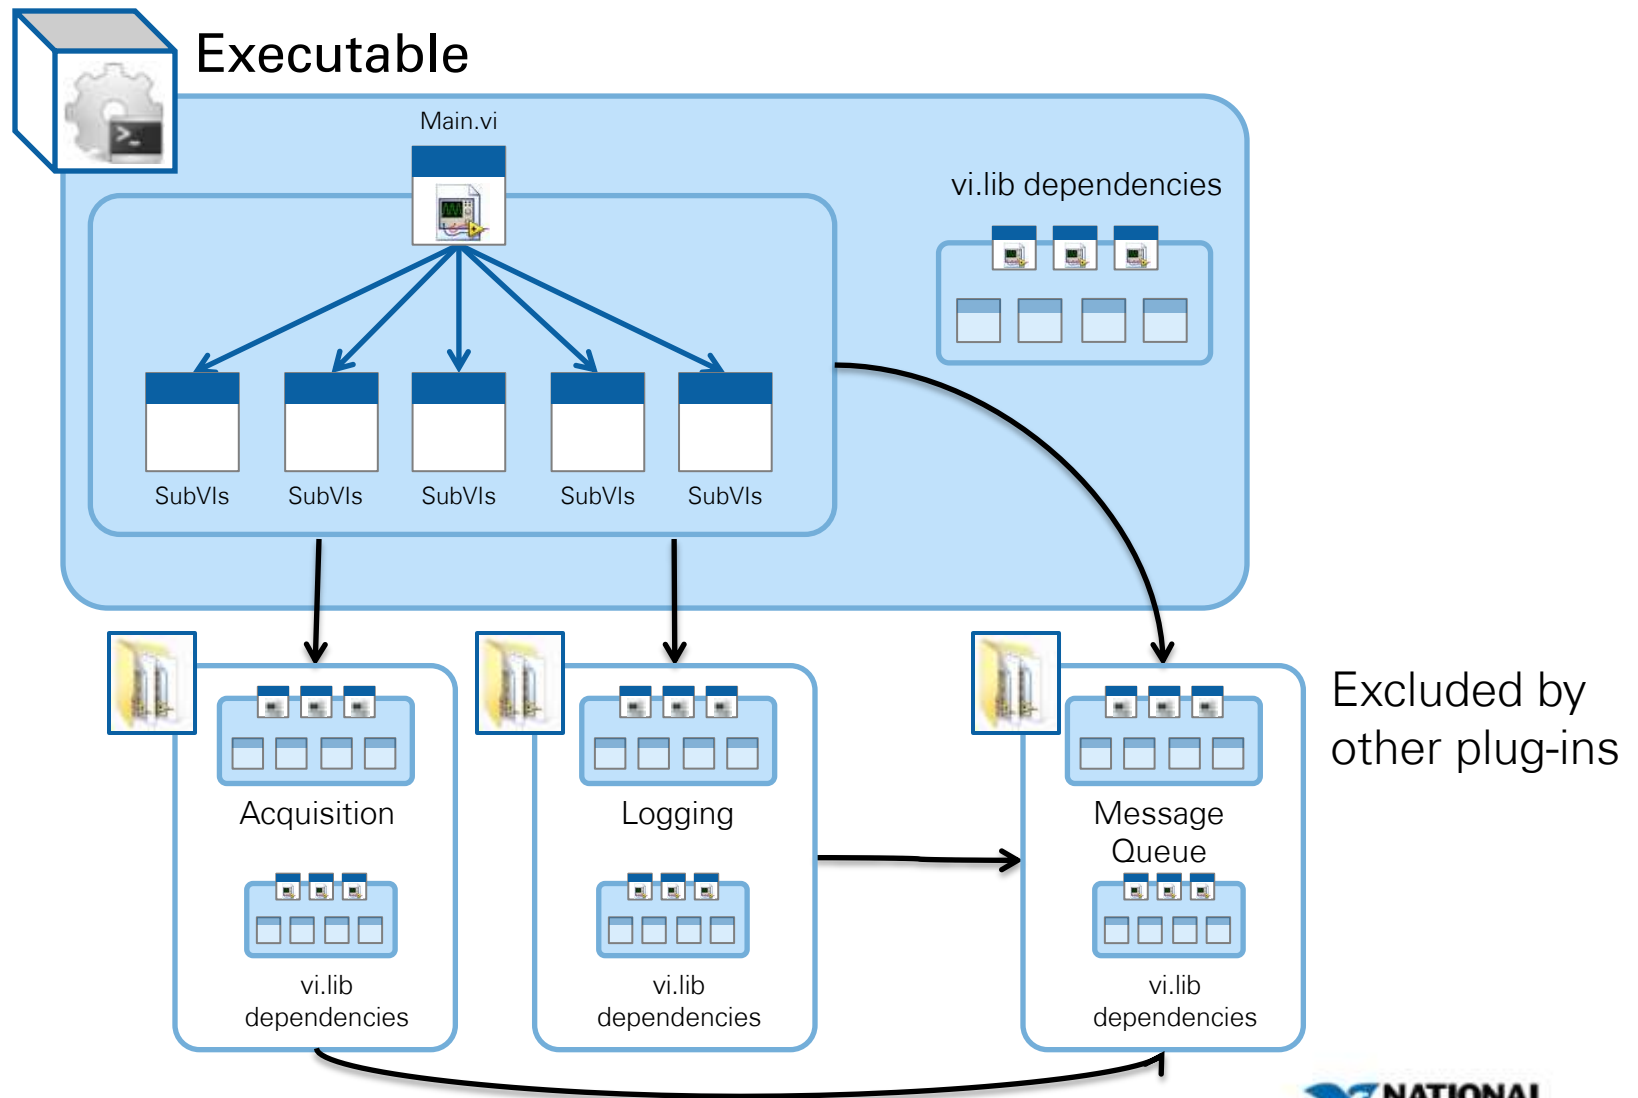 Executable
Main.vi
vi.lib dependencies
SubVIs
SubVIs
SubVIs
SubVIs
SubVIs
Excluded by
other plug-ins
Acquisition
vi.lib
dependencies
Logging
vi.lib
dependencies
Message
Queue
vi.lib
dependencies
NATIONAL